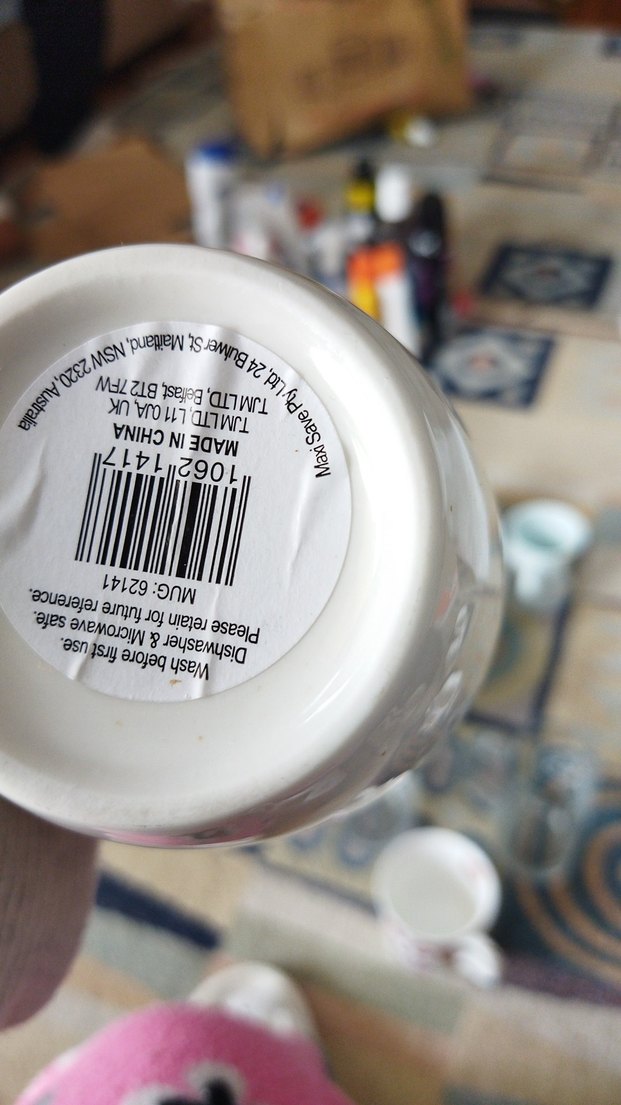 Wash before first use.
Dishwasher & Microwave safe.
Please retain for future reference.
MUG: 62141
1062 1417
MADE IN CHINA
TJM LTD, L11 0JA, UK
TJM LTD, Belfast, BT2 7FW
Maxi Save Pty Ltd, 24 Bulwer St, Maitland, NSW 2320 Australia